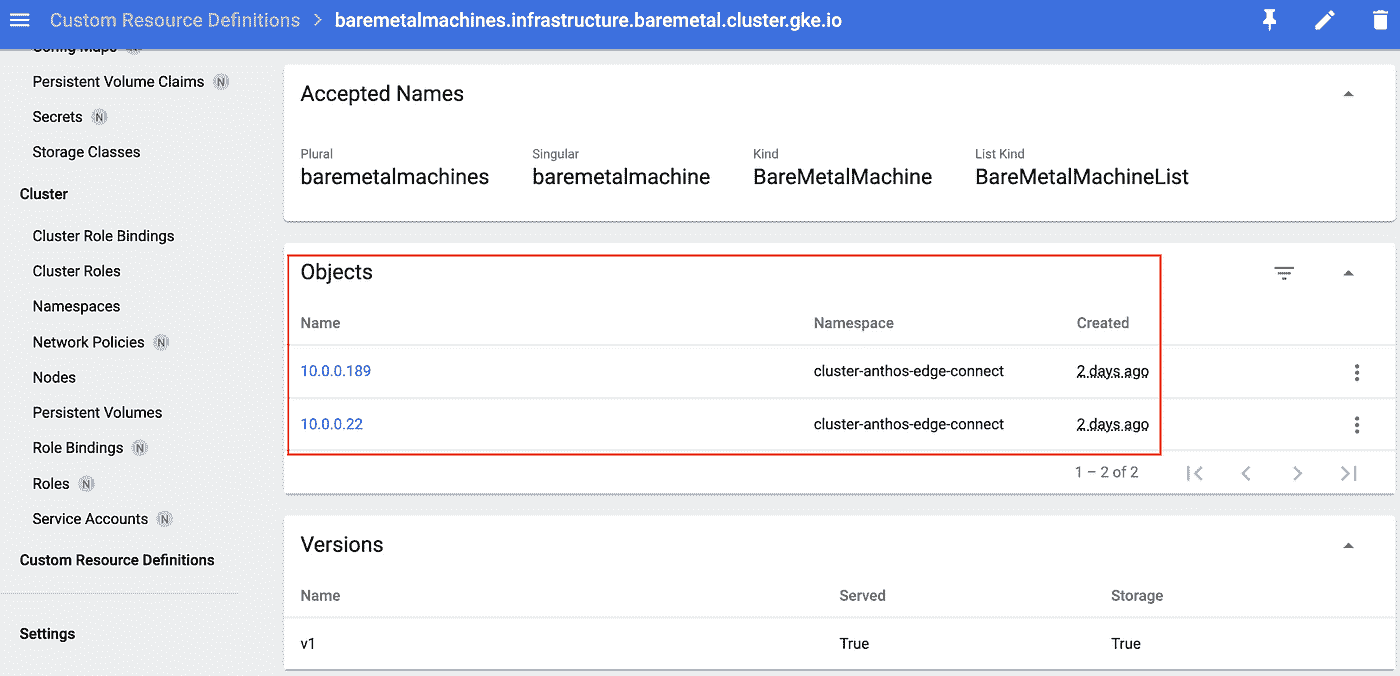 Custom Resource Definitions > baremetalmachines.infrastructure.baremetal.cluster.gke.io
Config Maps N
Persistent Volume Claims N
Secrets N
Storage Classes
Cluster
Cluster Role Bindings
Cluster Roles
Namespaces
Network Policies N
Nodes
Persistent Volumes
Role Bindings N
Roles N
Service Accounts N
Custom Resource Definitions
Settings
Accepted Names
Plural Singular Kind List Kind
baremetalmachines baremetalmachine BareMetalMachine BareMetalMachineList
Objects
Name Namespace Created
10.0.0.189 cluster-anthos-edge-connect 2 days ago
10.0.0.22 cluster-anthos-edge-connect 2 days ago
1 – 2 of 2
Versions
Name Served Storage
v1 True True